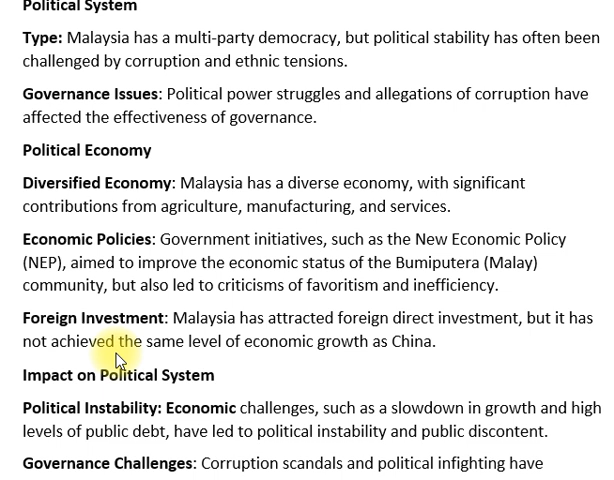 Political System
Type: Malaysia has a multi-party democracy, but political stability has often been
challenged by corruption and ethnic tensions.
Governance Issues: Political power struggles and allegations of corruption have
affected the effectiveness of governance.
Political Economy
Diversified Economy: Malaysia has a diverse economy, with significant
contributions from agriculture, manufacturing, and services.
Economic Policies: Government initiatives, such as the New Economic Policy
(NEP), aimed to improve the economic status of the Bumiputera (Malay)
community, but also led to criticisms of favoritism and inefficiency.
Foreign Investment: Malaysia has attracted foreign direct investment, but it has
not achieved the same level of economic growth as China.
Impact on Political System
Political Instability: Economic challenges, such as a slowdown in growth and high
levels of public debt, have led to political instability and public discontent.
Governance Challenges: Corruption scandals and political infighting have